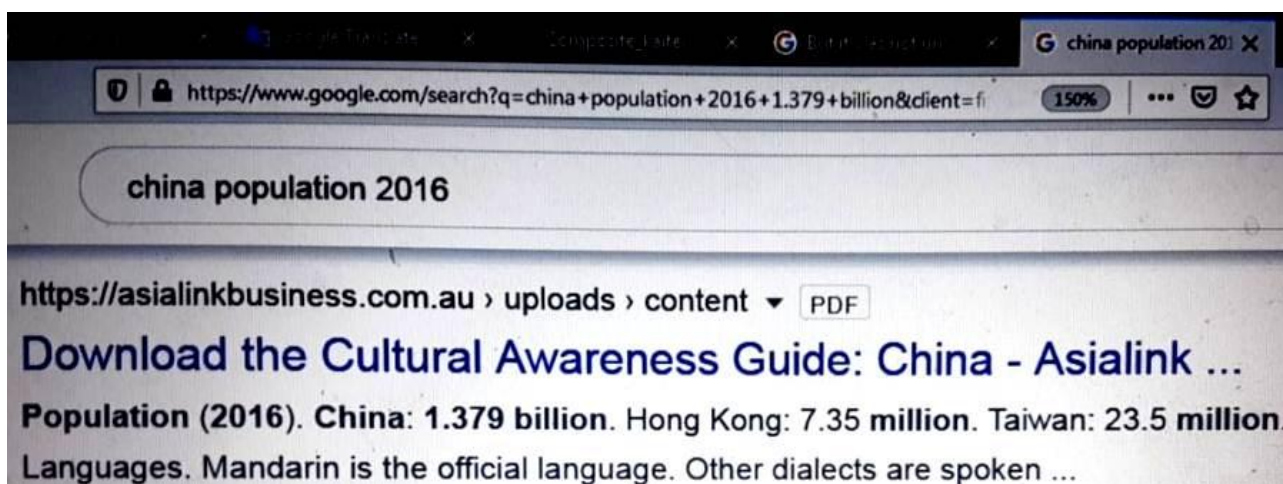 china population 201
https://www.google.com/search?q=china+population+2016+1.379+billion&client=fi
150%
china population 2016
https://asialinkbusiness.com.au › uploads › content PDF
Download the Cultural Awareness Guide: China - Asialink ...
Population (2016). China: 1.379 billion. Hong Kong: 7.35 million. Taiwan: 23.5 million.
Languages. Mandarin is the official language. Other dialects are spoken ...